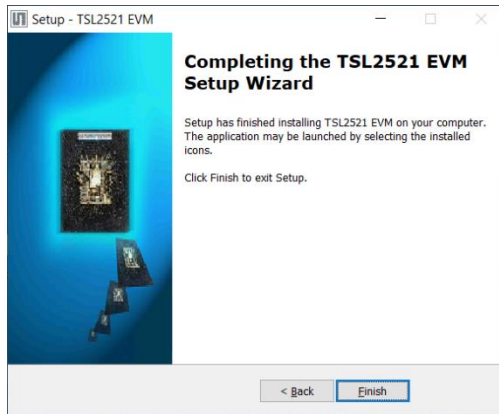 Setup - TSL2521 EVM
Completing the TSL2521 EVM
Setup Wizard
Setup has finished installing TSL2521 EVM on your computer.
The application may be launched by selecting the installed
icons.
Click Finish to exit Setup.
< Back
Finish